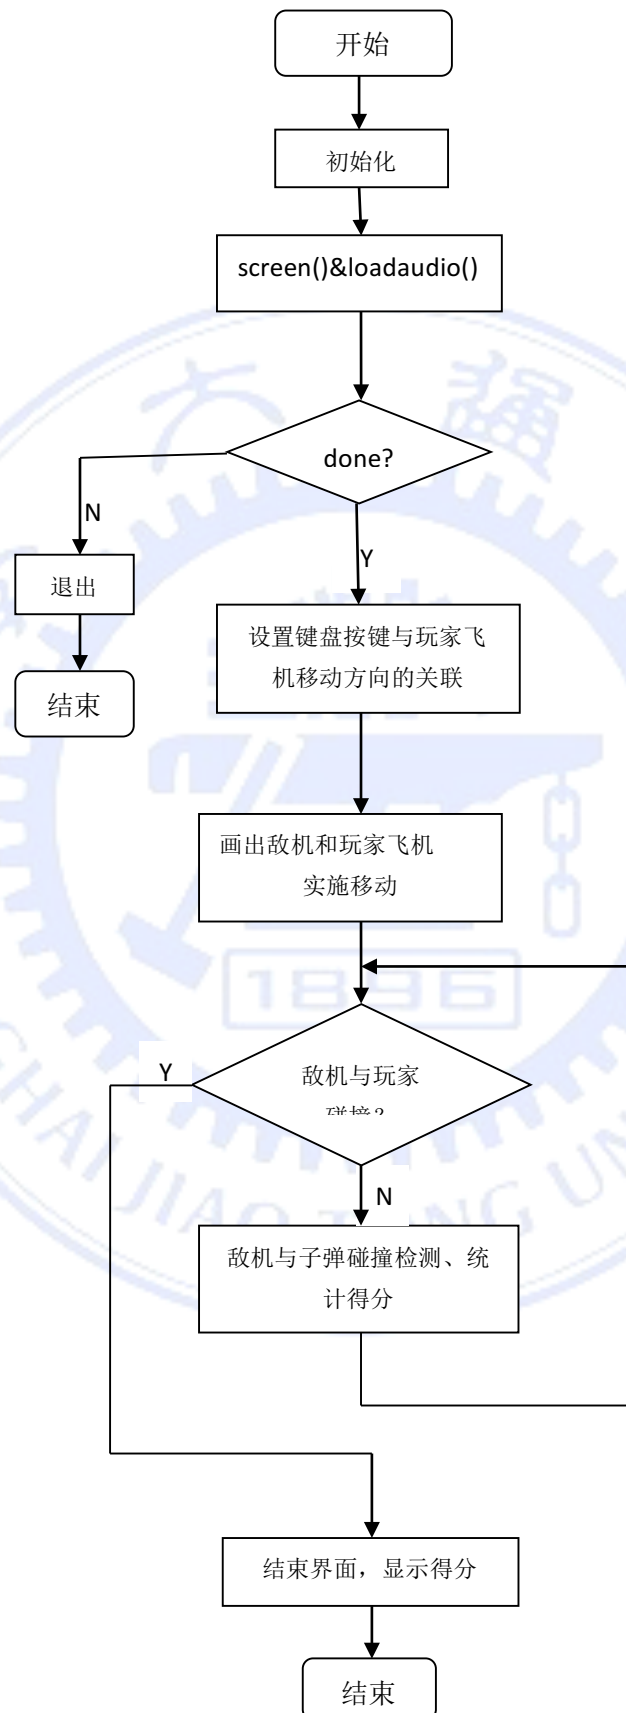 开始
初始化
screen()&loadaudio()
done?
N
Y
退出
设置键盘按键与玩家飞
机移动方向的关联
结束
画出敌机和玩家飞机
实施移动
1896
Y
敌机与玩家
碰撞?
N
敌机与子弹碰撞检测、统
计得分
结束界面，显示得分
结束